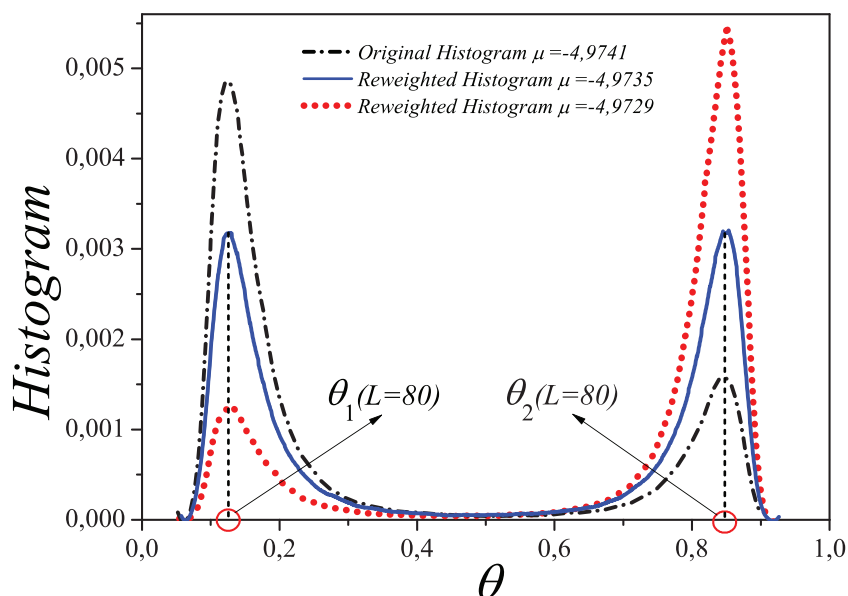 Histogram
0,005
0,004
0,003
0,002
0,001
0,000
Original Histogram μ =-4,9741
Reweighted Histogram μ =-4,9735
Reweighted Histogram μ =-4,9729
θ1(L=80)
θ2(L=80)
0,0 0,2 0,4 0,6 0,8 1,0
θ